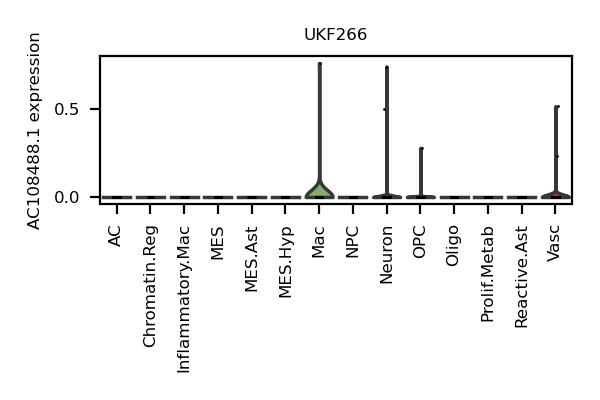 UKF266
AC108488.1 expression
0.5
0.0
AC
Chromatin.Reg
Inflammatory.Mac
MES
MES.Ast
MES.Hyp
Mac
NPC
Neuron
OPC
Oligo
Prolif.Metab
Reactive.Ast
Vasc